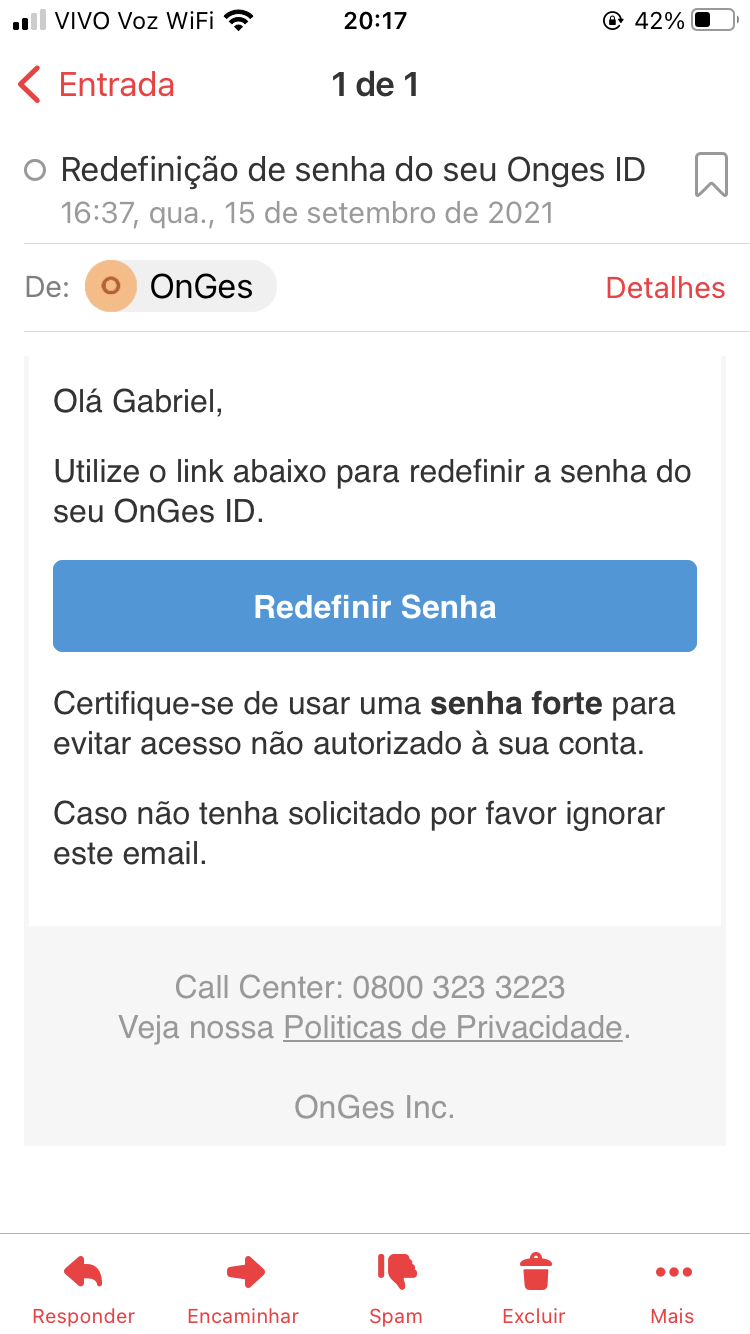 VIVO Voz WiFi 20:17 42%
Entrada 1 de 1
Redefinição de senha do seu Onges ID
16:37, qua., 15 de setembro de 2021
De: O OnGes Detalhes
Olá Gabriel,
Utilize o link abaixo para redefinir a senha do
seu OnGes ID.
Redefinir Senha
Certifique-se de usar uma senha forte para
evitar acesso não autorizado à sua conta.
Caso não tenha solicitado por favor ignorar
este email.
Call Center: 0800 323 3223
Veja nossa Politicas de Privacidade.
OnGes Inc.
Responder Encaminhar Spam Excluir Mais